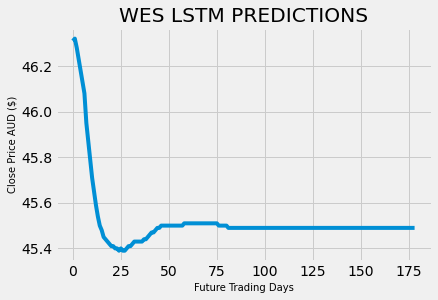 WES LSTM PREDICTIONS
Close Price AUD ($)
46.2
46.0
45.8
45.6
45.4
0 25 50 75 100 125 150 175
Future Trading Days